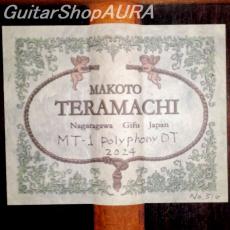 GuitarShopAURA
MAKOTO
TERAMACHI
Nagaragawa Gifu Japan
MT-1 polyphony DT
2024